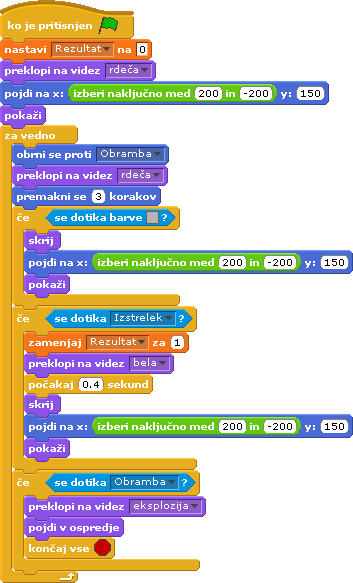 ko je pritisnjen
nastavi Rezultat na 0
preklopi na videz rdeča
pojdi na x: izberi naključno med 200 in -200 y: 150
pokaži
za vedno
obrni se proti Obramba
preklopi na videz rdeča
premakni se 3 korakov
če se dotika barve ?
skrij
pojdi na x: izberi naključno med 200 in -200 y: 150
pokaži
če se dotika Izstrelek ?
zamenjaj Rezultat za 1
preklopi na videz bela
počakaj 0.4 sekund
skrij
pojdi na x: izberi naključno med 200 in -200 y: 150
pokaži
če se dotika Obramba ?
preklopi na videz eksplozija
pojdi v ospredje
končaj vse